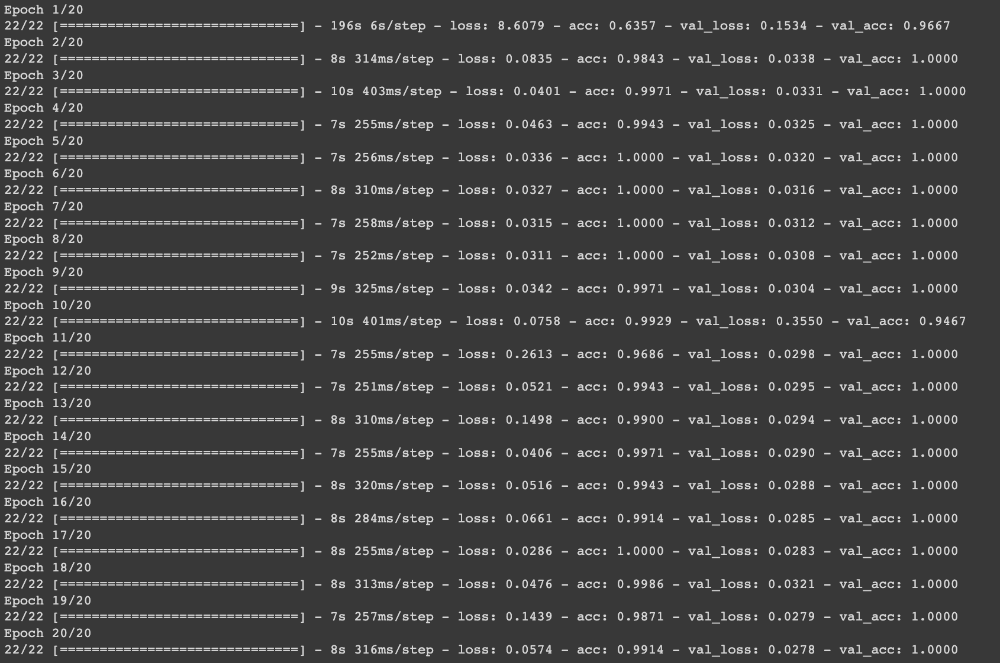 Epoch 1/20
22/22 [==============================] - 196s 6s/step - loss: 8.6079 - acc: 0.6357 - val_loss: 0.1534 - val_acc: 0.9667
Epoch 2/20
22/22 [==============================] - 8s 314ms/step - loss: 0.0835 - acc: 0.9843 - val_loss: 0.0338 - val_acc: 1.0000
Epoch 3/20
22/22 [==============================] - 10s 403ms/step - loss: 0.0401 - acc: 0.9971 - val_loss: 0.0331 - val_acc: 1.0000
Epoch 4/20
22/22 [==============================] - 7s 255ms/step - loss: 0.0463 - acc: 0.9943 - val_loss: 0.0325 - val_acc: 1.0000
Epoch 5/20
22/22 [==============================] - 7s 256ms/step - loss: 0.0336 - acc: 1.0000 - val_loss: 0.0320 - val_acc: 1.0000
Epoch 6/20
22/22 [==============================] - 8s 310ms/step - loss: 0.0327 - acc: 1.0000 - val_loss: 0.0316 - val_acc: 1.0000
Epoch 7/20
22/22 [==============================] - 7s 258ms/step - loss: 0.0315 - acc: 1.0000 - val_loss: 0.0312 - val_acc: 1.0000
Epoch 8/20
22/22 [==============================] - 7s 252ms/step - loss: 0.0311 - acc: 1.0000 - val_loss: 0.0308 - val_acc: 1.0000
Epoch 9/20
22/22 [==============================] - 9s 325ms/step - loss: 0.0342 - acc: 0.9971 - val_loss: 0.0304 - val_acc: 1.0000
Epoch 10/20
22/22 [==============================] - 10s 401ms/step - loss: 0.0758 - acc: 0.9929 - val_loss: 0.3550 - val_acc: 0.9467
Epoch 11/20
22/22 [==============================] - 7s 255ms/step - loss: 0.2613 - acc: 0.9686 - val_loss: 0.0298 - val_acc: 1.0000
Epoch 12/20
22/22 [==============================] - 7s 251ms/step - loss: 0.0521 - acc: 0.9943 - val_loss: 0.0295 - val_acc: 1.0000
Epoch 13/20
22/22 [==============================] - 8s 310ms/step - loss: 0.1498 - acc: 0.9900 - val_loss: 0.0294 - val_acc: 1.0000
Epoch 14/20
22/22 [==============================] - 7s 255ms/step - loss: 0.0406 - acc: 0.9971 - val_loss: 0.0290 - val_acc: 1.0000
Epoch 15/20
22/22 [==============================] - 8s 320ms/step - loss: 0.0516 - acc: 0.9943 - val_loss: 0.0288 - val_acc: 1.0000
Epoch 16/20
22/22 [==============================] - 8s 284ms/step - loss: 0.0661 - acc: 0.9914 - val_loss: 0.0285 - val_acc: 1.0000
Epoch 17/20
22/22 [==============================] - 8s 255ms/step - loss: 0.0286 - acc: 1.0000 - val_loss: 0.0283 - val_acc: 1.0000
Epoch 18/20
22/22 [==============================] - 8s 313ms/step - loss: 0.0476 - acc: 0.9986 - val_loss: 0.0321 - val_acc: 1.0000
Epoch 19/20
22/22 [==============================] - 7s 257ms/step - loss: 0.1439 - acc: 0.9871 - val_loss: 0.0279 - val_acc: 1.0000
Epoch 20/20
22/22 [==============================] - 8s 316ms/step - loss: 0.0574 - acc: 0.9914 - val_loss: 0.0278 - val_acc: 1.0000